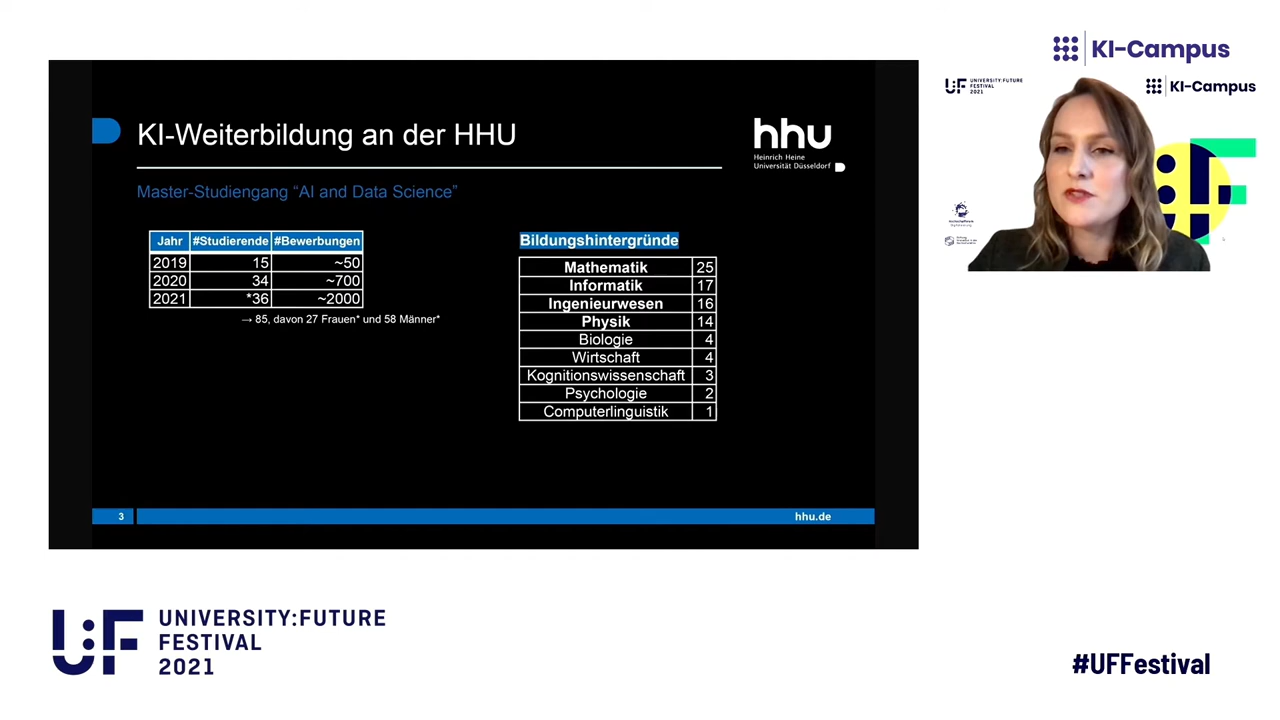 KI-Campus
UNIVERSITY:FUTURE
FESTIVAL
2021
KI-Campus
KI-Weiterbildung an der HHU
hhu
Heinrich Heine
Universität Düsseldorf
Master-Studiengang “AI and Data Science”
Jahr #Studierende #Bewerbungen
2019 15 ~50
2020 34 ~700
2021 *36 ~2000
→ 85, davon 27 Frauen* und 58 Männer*
Bildungshintergründe
Mathematik 25
Informatik 17
Ingenieurwesen 16
Physik 14
Biologie 4
Wirtschaft 4
Kognitionswissenschaft 3
Psychologie 2
Computerlinguistik 1
3 hhu.de
U:F UNIVERSITY:FUTURE
FESTIVAL
2021
#UFFestival